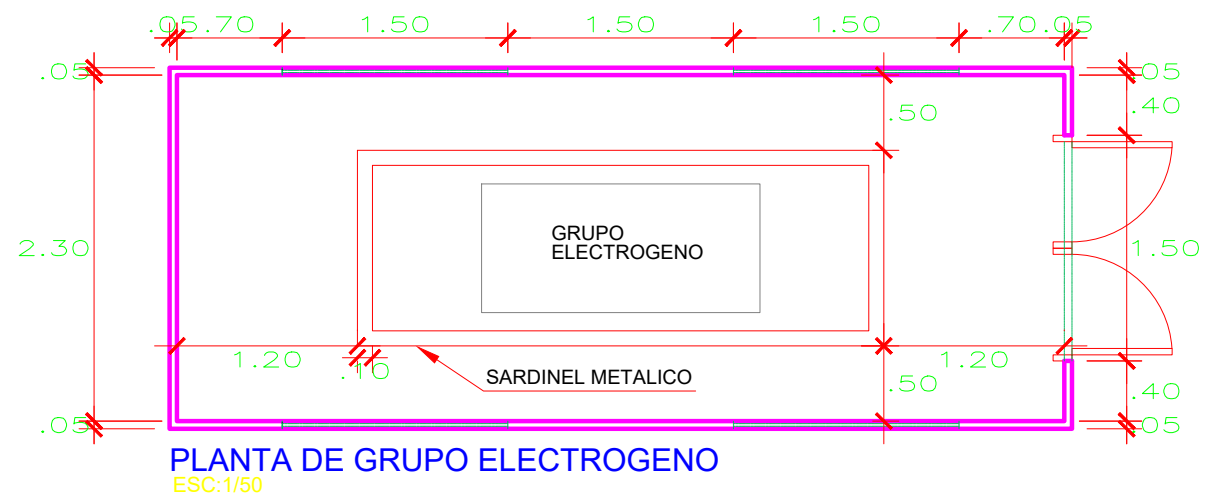 .05 .70 1.50 1.50 1.50 .70 .05
.05
.05
.50
.40
GRUPO
ELECTROGENO
2.30
1.50
1.20
.10
1.20
SARDINEL METALICO
.50
.40
.05
.05
PLANTA DE GRUPO ELECTROGENO
ESC:1/50